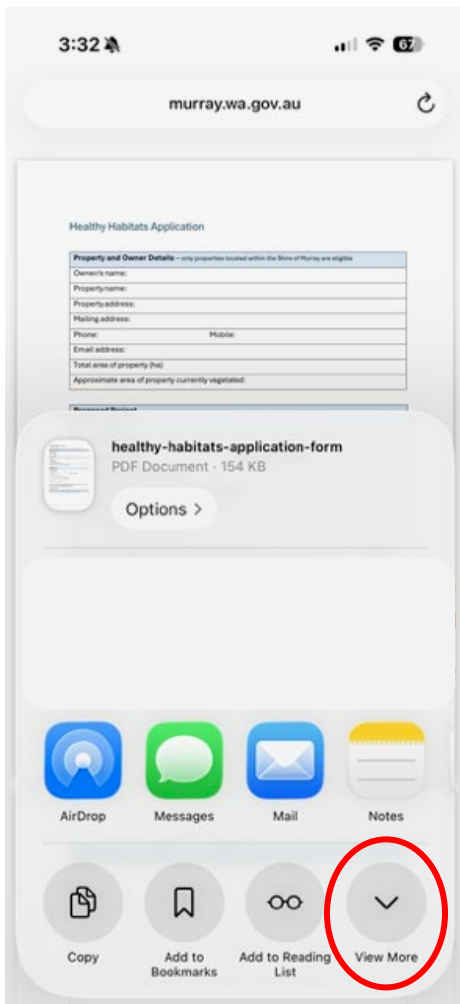 3:32
67
murray.wa.gov.au
Healthy Habitats Application
Property and Owner Details – only properties located within the Shire of Murray are eligible
Owner's name:
Property name:
Property address:
Mailing address:
Phone: Mobile:
Email address:
Total area of property (ha)
Approximate area of property currently vegetated:
Proposed Project
healthy-habitats-application-form
PDF Document · 154 KB
Options >
AirDrop
Messages
Mail
Notes
Copy
Add to
Bookmarks
Add to Reading
List
View More